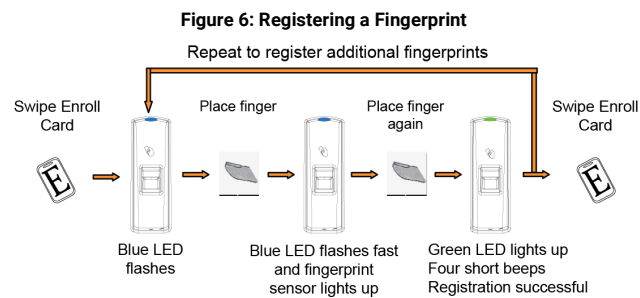 Figure 6: Registering a Fingerprint
Repeat to register additional fingerprints
Swipe Enroll
Card
Place finger
Place finger
again
Swipe Enroll
Card
E
E
Blue LED
flashes
Blue LED flashes fast
and fingerprint
sensor lights up
Green LED lights up
Four short beeps
Registration successful